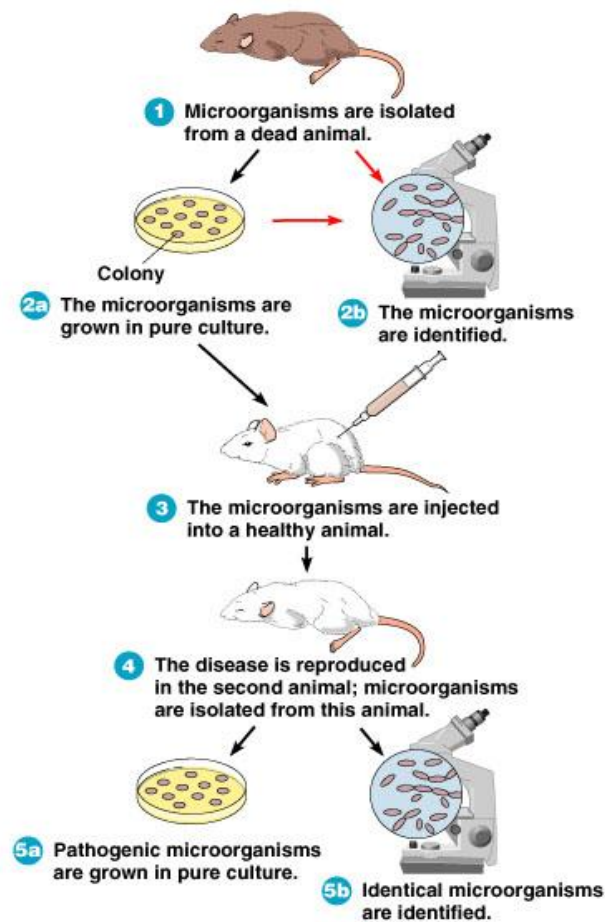 1 Microorganisms are isolated
from a dead animal.
Colony
2a The microorganisms are
grown in pure culture.
2b The microorganisms
are identified.
3 The microorganisms are injected
into a healthy animal.
4 The disease is reproduced
in the second animal; microorganisms
are isolated from this animal.
5a Pathogenic microorganisms
are grown in pure culture.
5b Identical microorganisms
are identified.